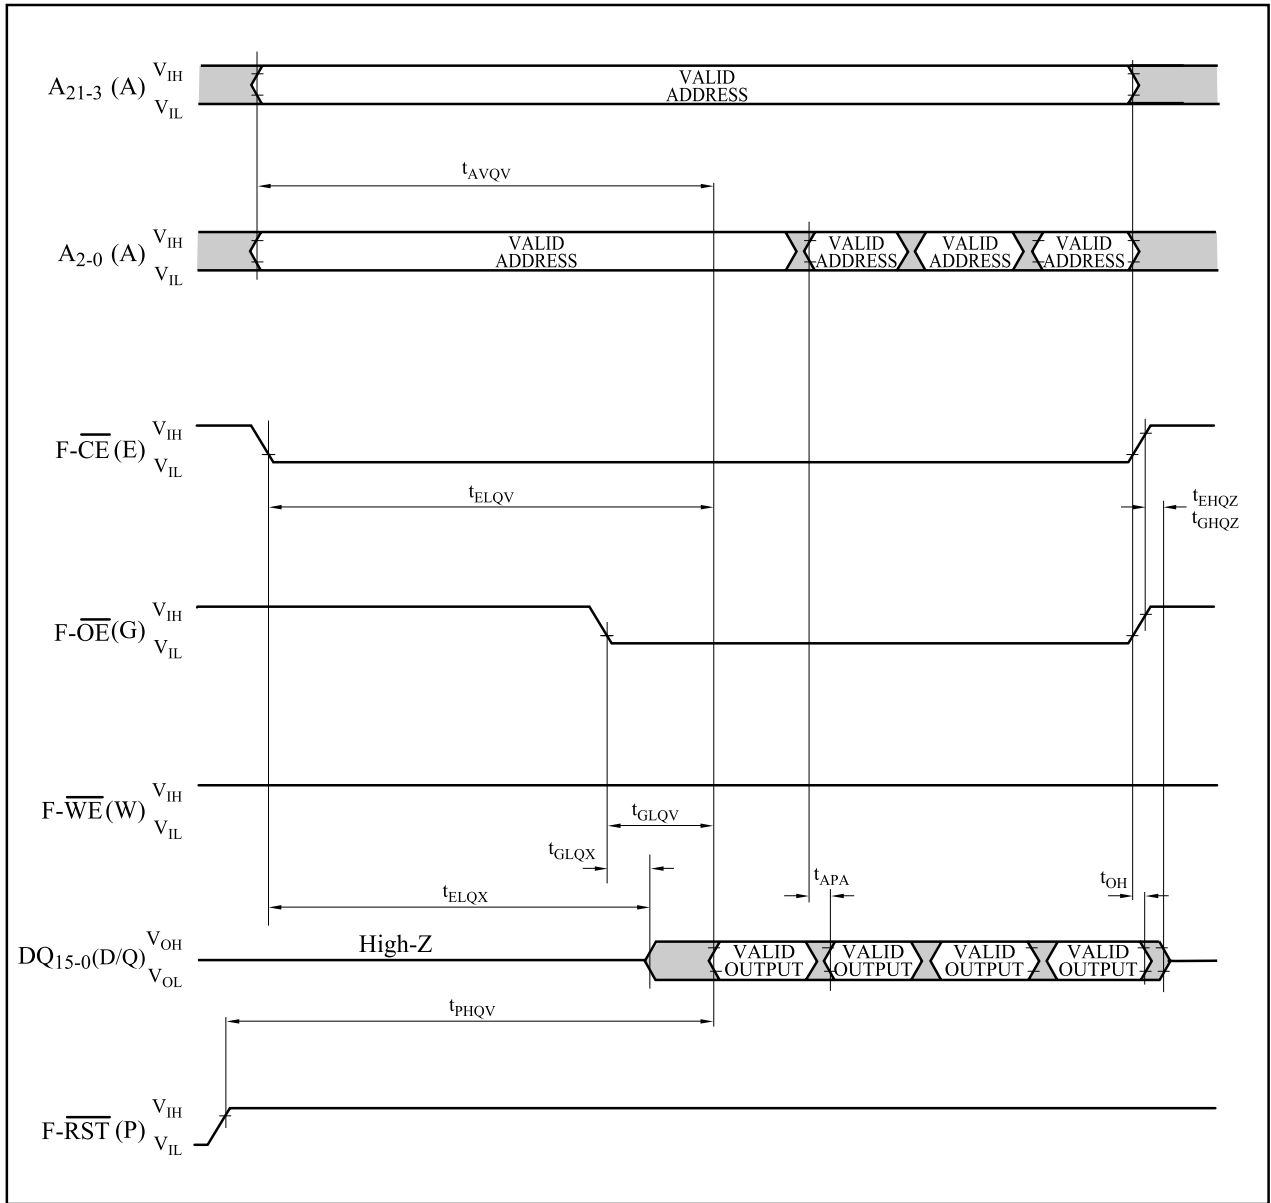 A21-3 (A) VIH VIL VALID ADDRESS
tAVQV
A2-0 (A) VIH VIL VALID ADDRESS VALID ADDRESS VALID ADDRESS VALID ADDRESS
F-CE (E) VIH VIL
tELQV
tEHQZ
tGHQZ
F-OE (G) VIH VIL
F-WE (W) VIH VIL
tGLQV
tGLQX
tAPA
tOH
tELQX
DQ15-0(D/Q) VOH VOL High-Z VALID OUTPUT VALID OUTPUT VALID OUTPUT VALID OUTPUT
tPHQV
F-RST (P) VIH VIL